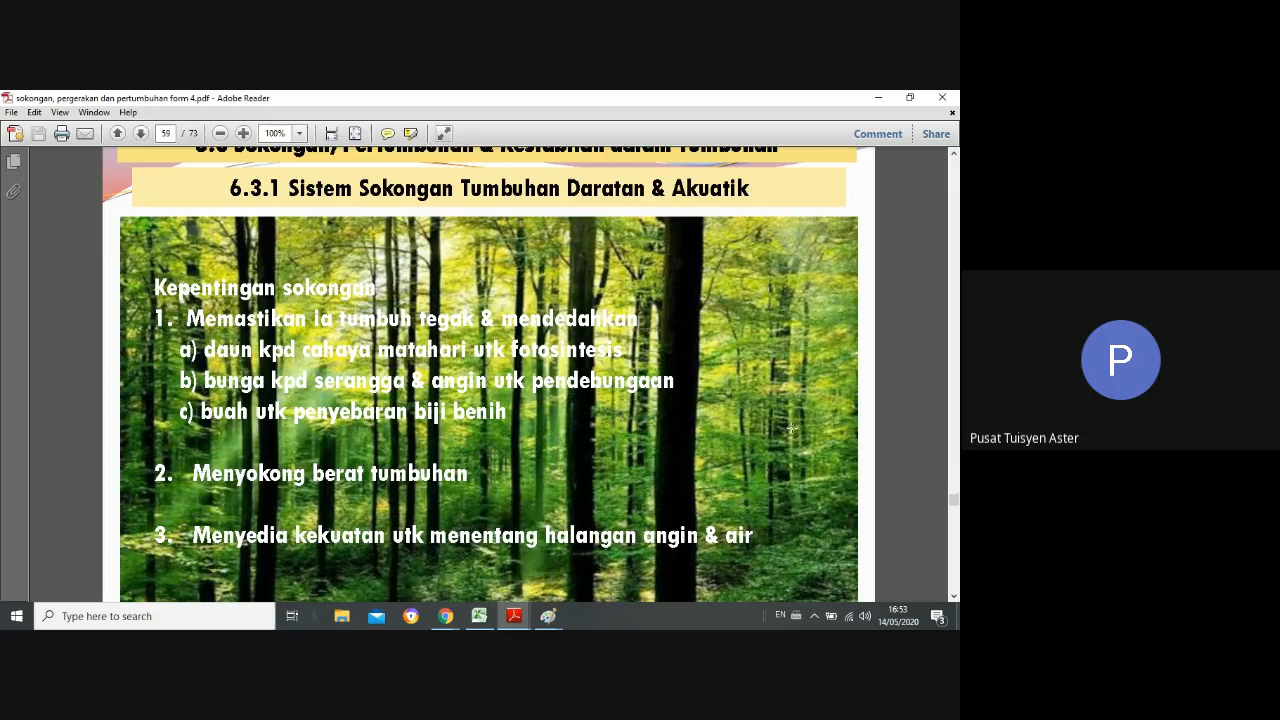 sokongan, pergerakan dan pertumbuhan form 4.pdf - Adobe Reader
File Edit View Window Help
59 / 73 100% Comment Share
6.3.1 Sistem Sokongan Tumbuhan Daratan & Akuatik
Kepentingan sokongan
1. Memastikan ia tumbuh tegak & mendedahkan
a) daun kpd cahaya matahari utk fotosintesis
b) bunga kpd serangga & angin utk pendebungaan
c) buah utk penyebaran biji benih
2. Menyokong berat tumbuhan
3. Menyedia kekuatan utk menentang halangan angin & air
P
Pusat Tuisyen Aster
Type here to search
EN
16:53
14/05/2020
3